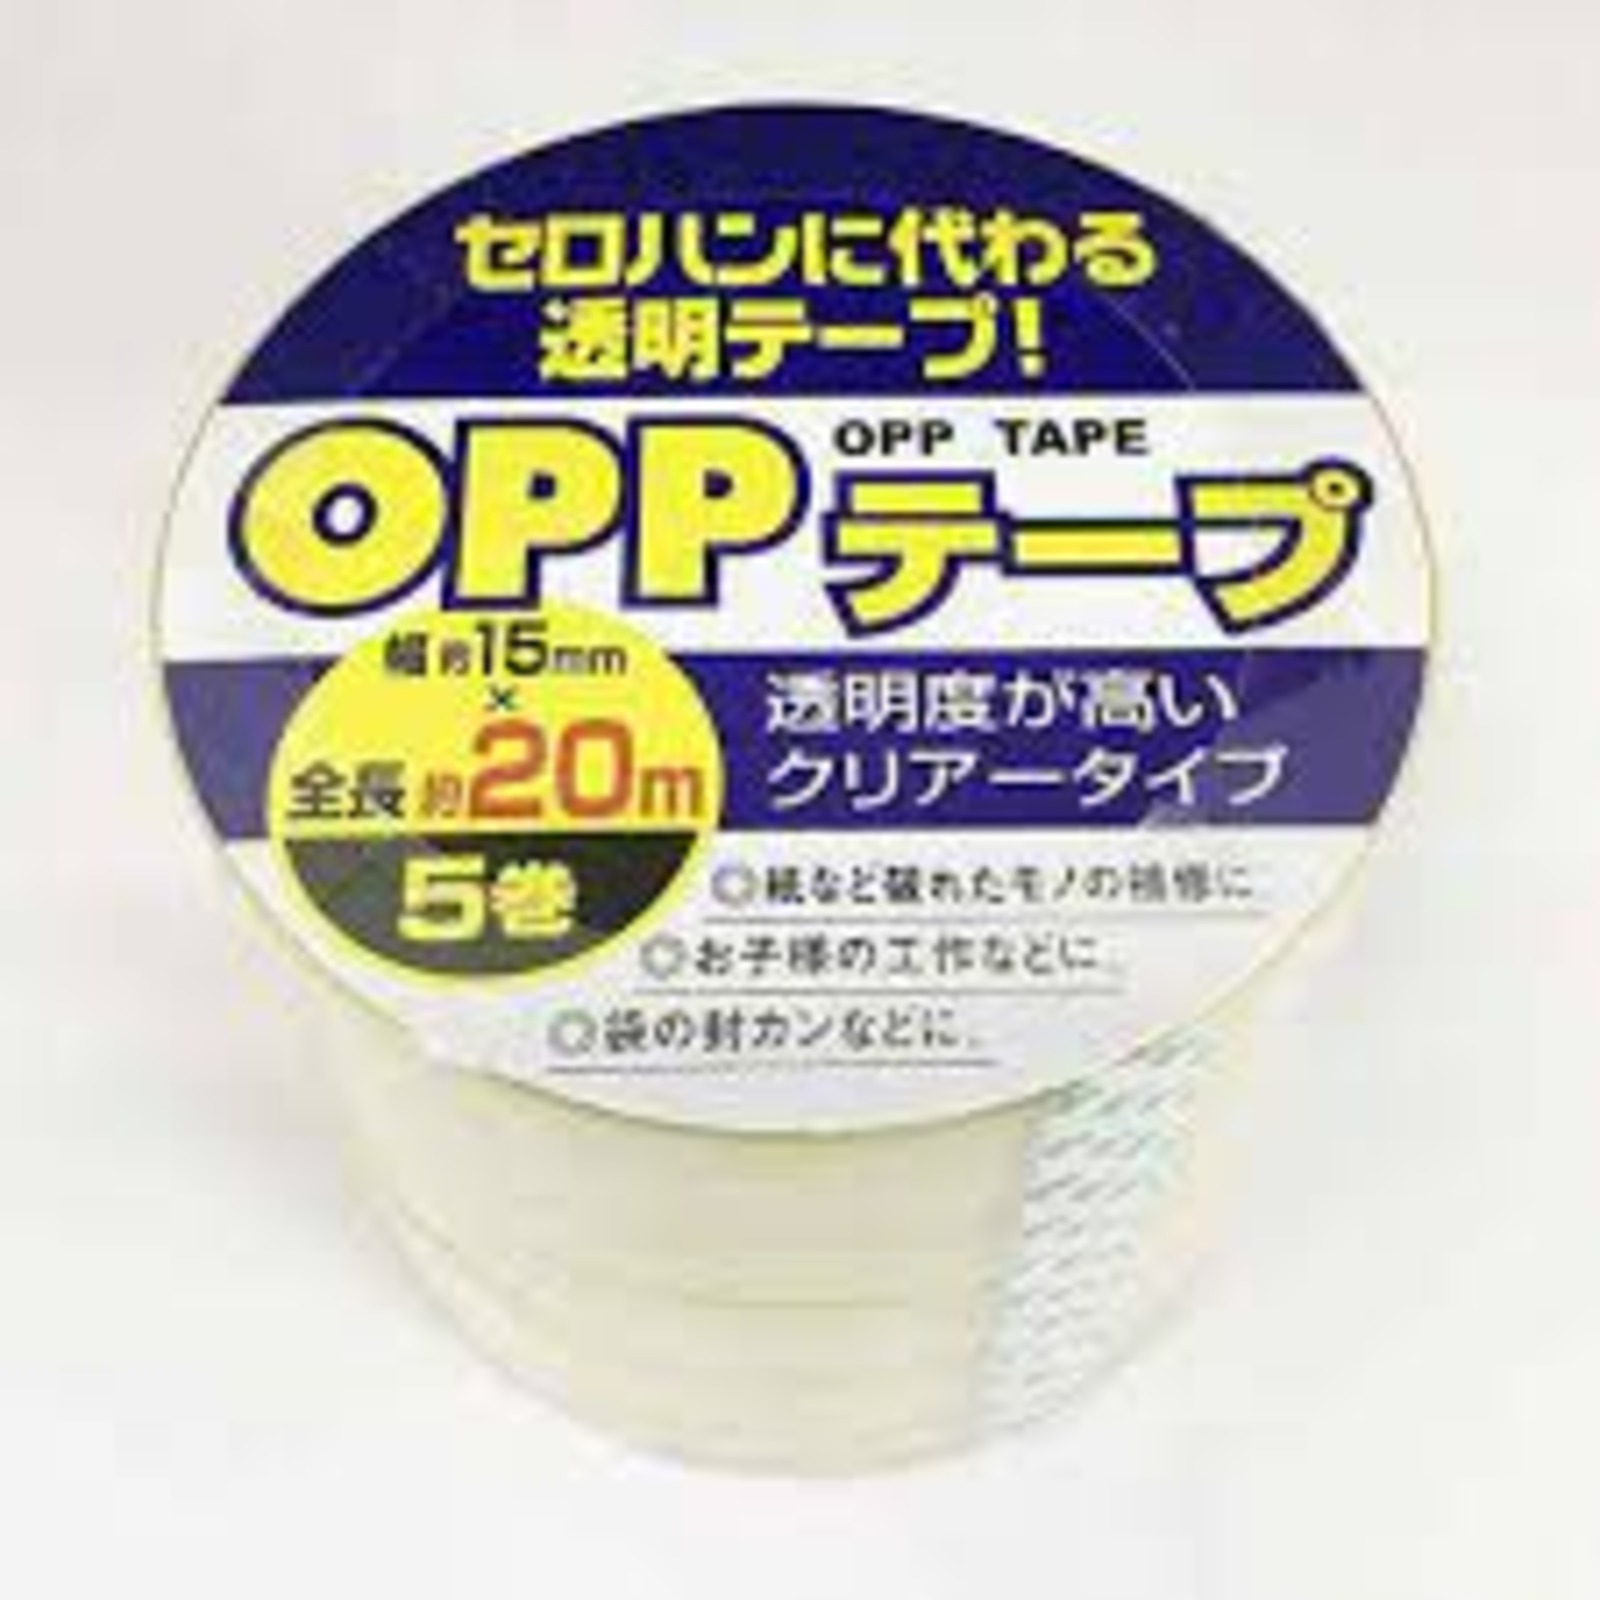 セロハンに代わる
透明テープ!
OPP TAPE
OPPテープ
幅 約15mm
×
全長 約20m
5巻
透明度が高い
クリアータイプ
◎紙など破れたモノの補修に
◎お子様の工作などに。
◎袋の封カンなどに。